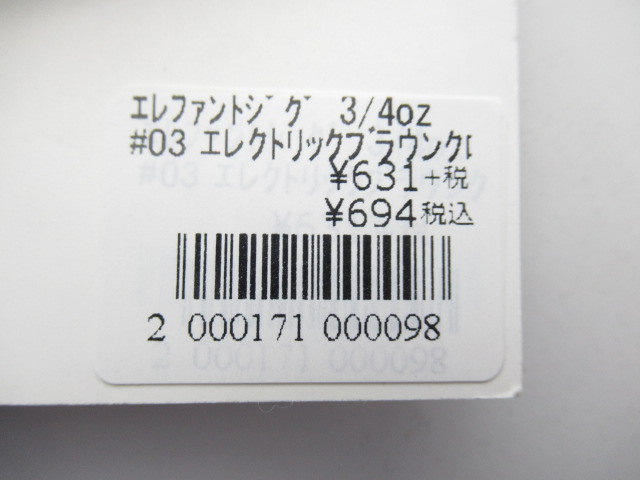 ｴﾚﾌｧﾝﾄｼﾞｸﾞ 3/4oz
#03 ｴﾚｸﾄﾘｯｸﾌﾞﾗｳﾝｸﾛ
¥631+税
¥694税込
2 000171 000098